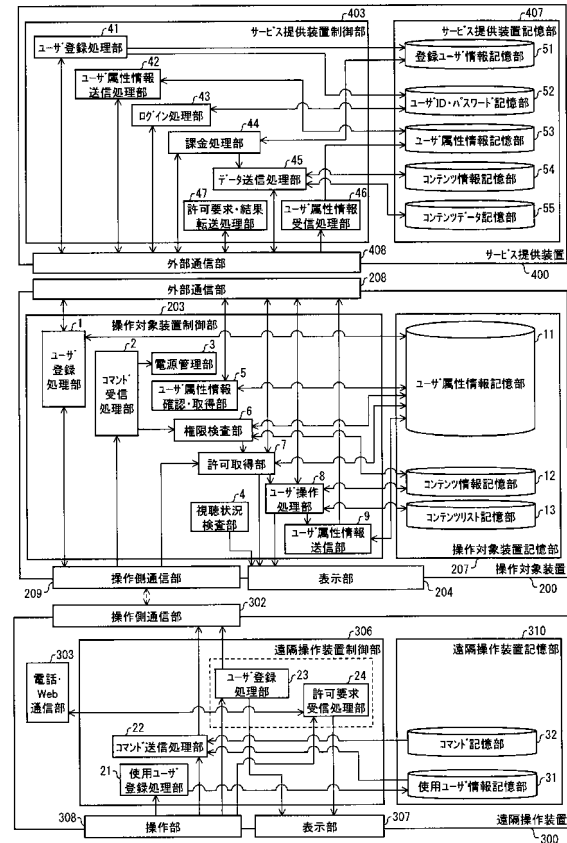 403
サービス提供装置制御部
41
ユーザ登録処理部
42
ユーザ属性情報
送信処理部
43
ログイン処理部
44
課金処理部
45
データ送信処理部
47
許可要求・結果
転送処理部
46
ユーザ属性情報
受信処理部
407
サービス提供装置記憶部
51
登録ユーザ情報記憶部
52
ユーザID・パスワード記憶部
53
ユーザ属性情報記憶部
54
コンテンツ情報記憶部
55
コンテンツデータ記憶部
外部通信部
408
サービス提供装置
400
外部通信部
208
203
操作対象装置制御部
1
ユーザ
登録
処理部
2
コマンド
受信
処理部
3
電源管理部
5
ユーザ属性情報
確認・取得部
6
権限検査部
7
許可取得部
8
ユーザ操作
処理部
4
視聴状況
検査部
9
ユーザ属性情報
送信部
11
ユーザ属性情報記憶部
12
コンテンツ情報記憶部
13
コンテンツリスト記憶部
操作対象装置記憶部
207
操作側通信部
209
表示部
204
操作対象装置
200
操作側通信部
302
303
電話・
Web
通信部
306
遠隔操作装置制御部
ユーザ登録
処理部
23
24
許可要求
受信処理部
22
コマンド送信処理部
21
使用ユーザ
登録処理部
310
遠隔操作装置記憶部
コマンド記憶部
32
使用ユーザ情報記憶部
31
308
操作部
表示部
307
遠隔操作装置
300